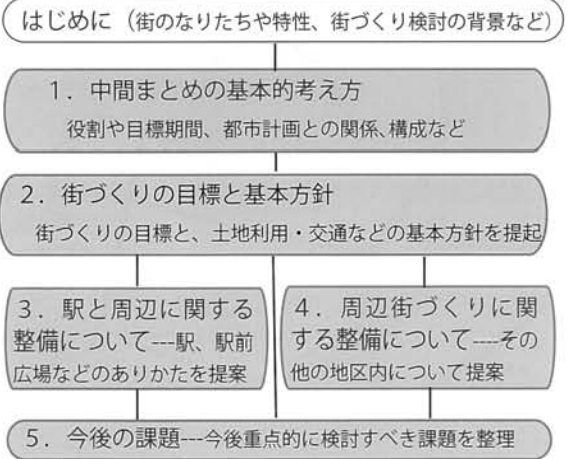 はじめに（街のなりたちや特性、街づくり検討の背景など）
１．中間まとめの基本的考え方
役割や目標期間、都市計画との関係、構成など
２．街づくりの目標と基本方針
街づくりの目標と、土地利用・交通などの基本方針を提起
３．駅と周辺に関する
整備について---駅、駅前
広場などのありかたを提案
４．周辺街づくりに関
する整備について----その
他の地区内について提案
５．今後の課題---今後重点的に検討すべき課題を整理